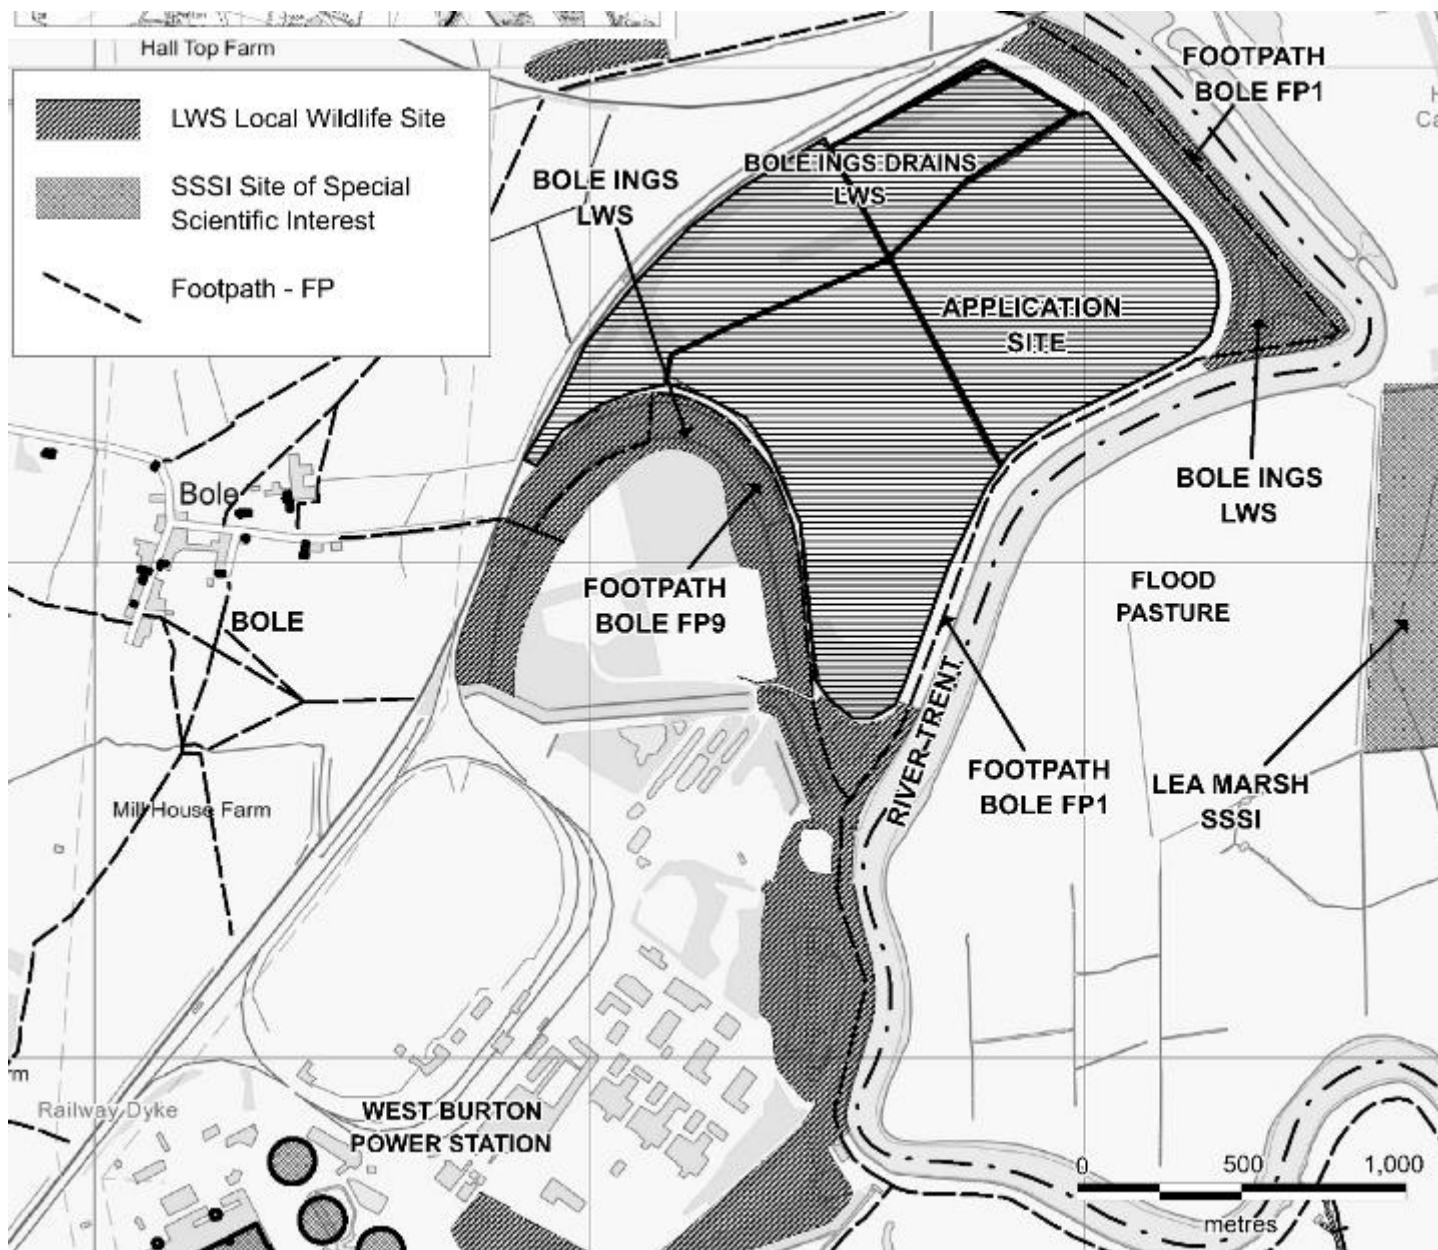 Hall Top Farm
LWS Local Wildlife Site
SSSI Site of Special
Scientific Interest
Footpath - FP
FOOTPATH
BOLE FP1
BOLE INGS
LWS
BOLE INGS DRAINS
LWS
APPLICATION
SITE
BOLE INGS
LWS
Bole
FOOTPATH
BOLE FP9
BOLE
FLOOD
PASTURE
RIVER TRENT
FOOTPATH
BOLE FP1
LEA MARSH
SSSI
Mill House Farm
Railway Dyke
WEST BURTON
POWER STATION
0 500 1,000
metres